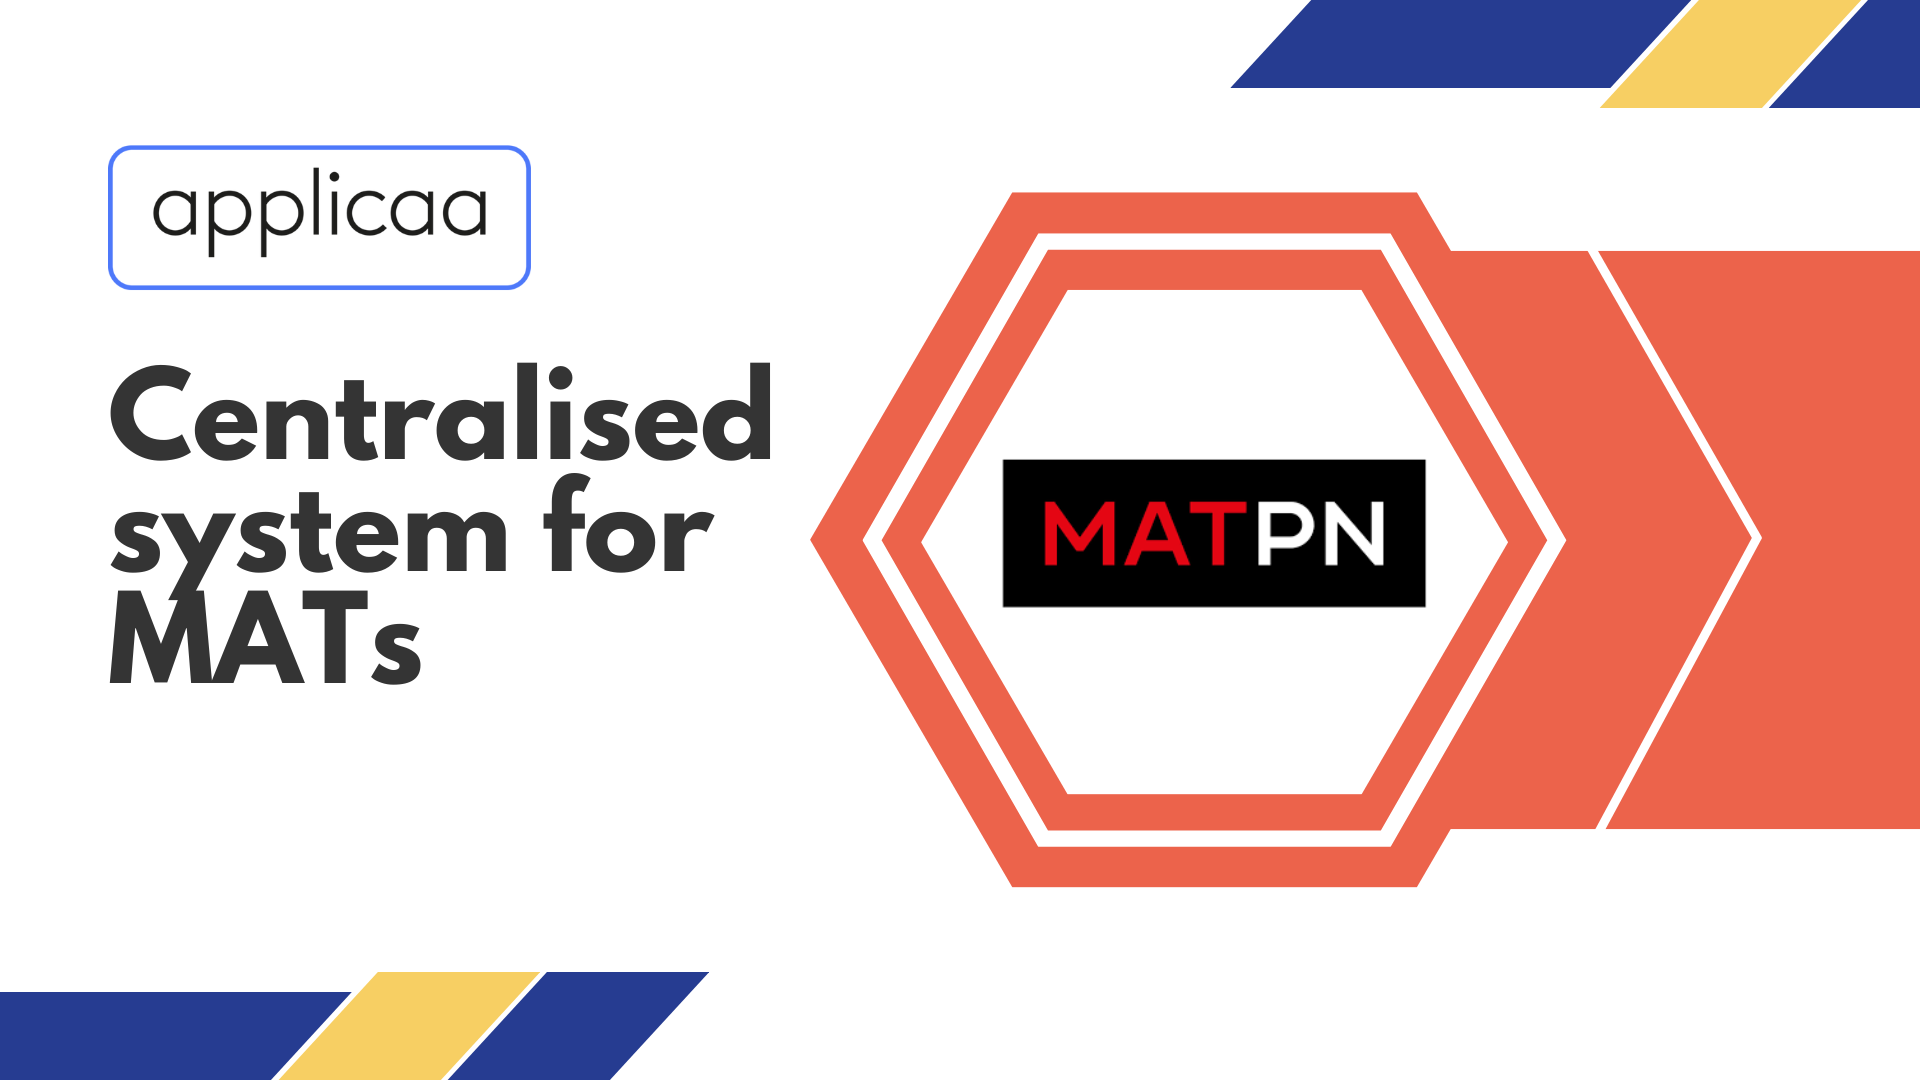 applicaa
Centralised
system for
MATs
MATPN